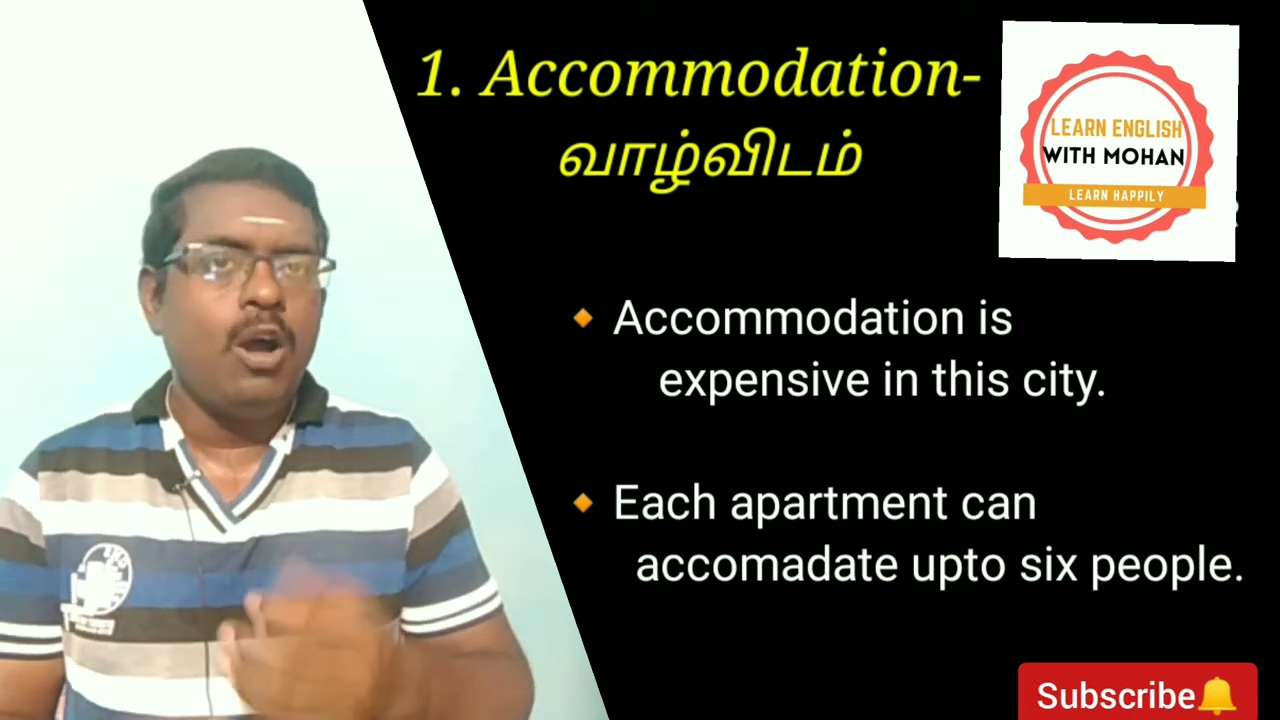 1. Accommodation-
வாழ்விடம்
LEARN ENGLISH
WITH MOHAN
LEARN HAPPILY
🔸 Accommodation is
expensive in this city.
🔸 Each apartment can
accomadate upto six people.
Subscribe🔔